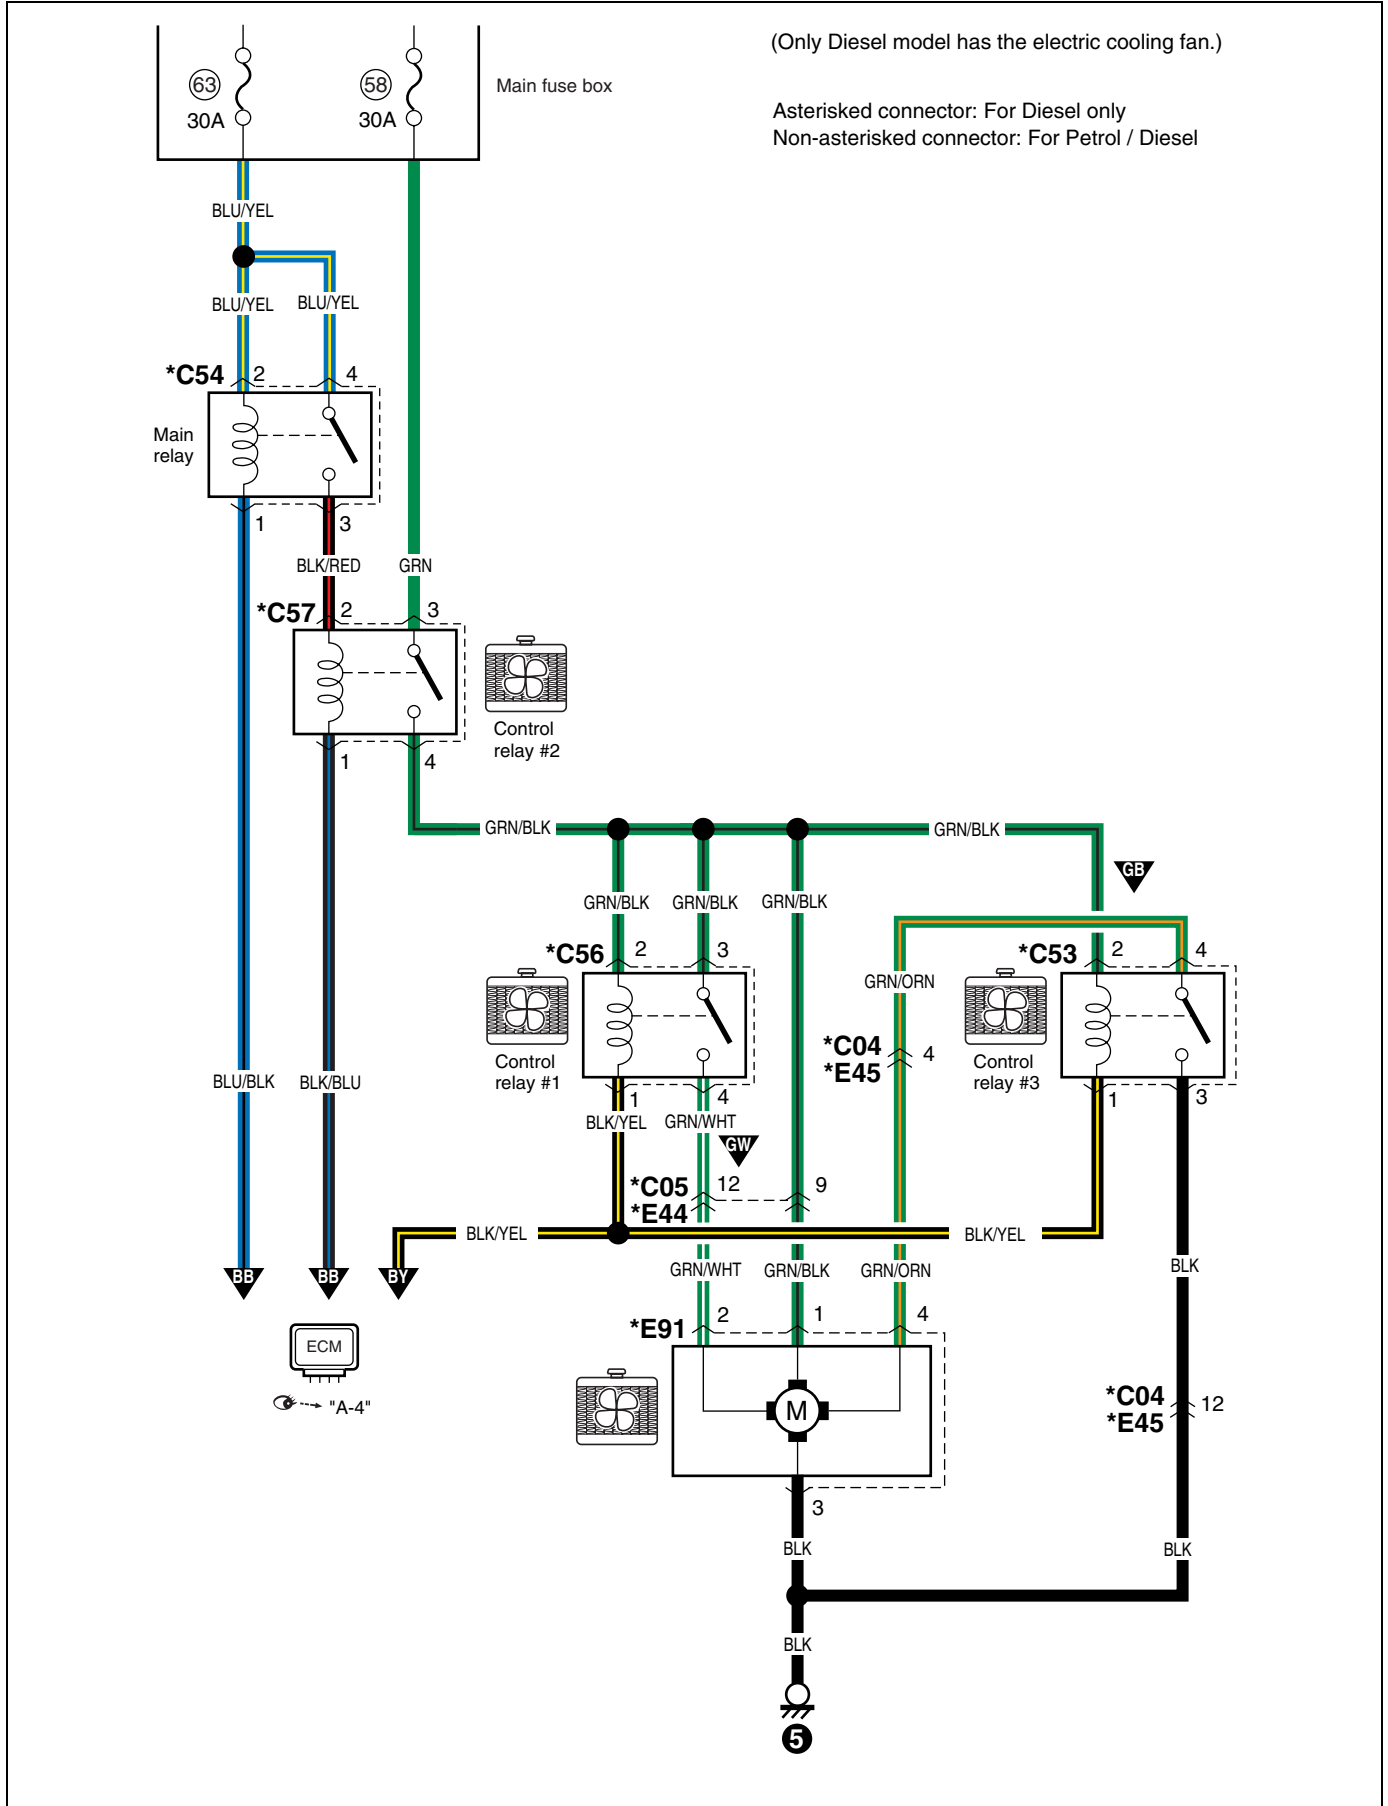 (Only Diesel model has the electric cooling fan.)
63
58
Main fuse box
30A
30A
Asterisked connector: For Diesel only
Non-asterisked connector: For Petrol / Diesel
BLU/YEL
BLU/YEL
BLU/YEL
*C54
2
4
Main
relay
1
3
BLK/RED
GRN
*C57
2
3
Control
relay #2
1
4
GRN/BLK
GRN/BLK
GB
GRN/BLK
GRN/BLK
GRN/BLK
*C56
2
3
*C53
2
4
GRN/ORN
*C04
4
*E45
Control
relay #1
Control
relay #3
BLU/BLK
BLK/BLU
1
4
1
3
BLK/YEL
GRN/WHT
GW
*C05
12
9
*E44
BLK/YEL
BLK/YEL
BB
BB
BY
GRN/WHT
GRN/BLK
GRN/ORN
BLK
*E91
2
1
4
ECM
"A-4"
M
*C04
12
*E45
3
BLK
BLK
BLK
5